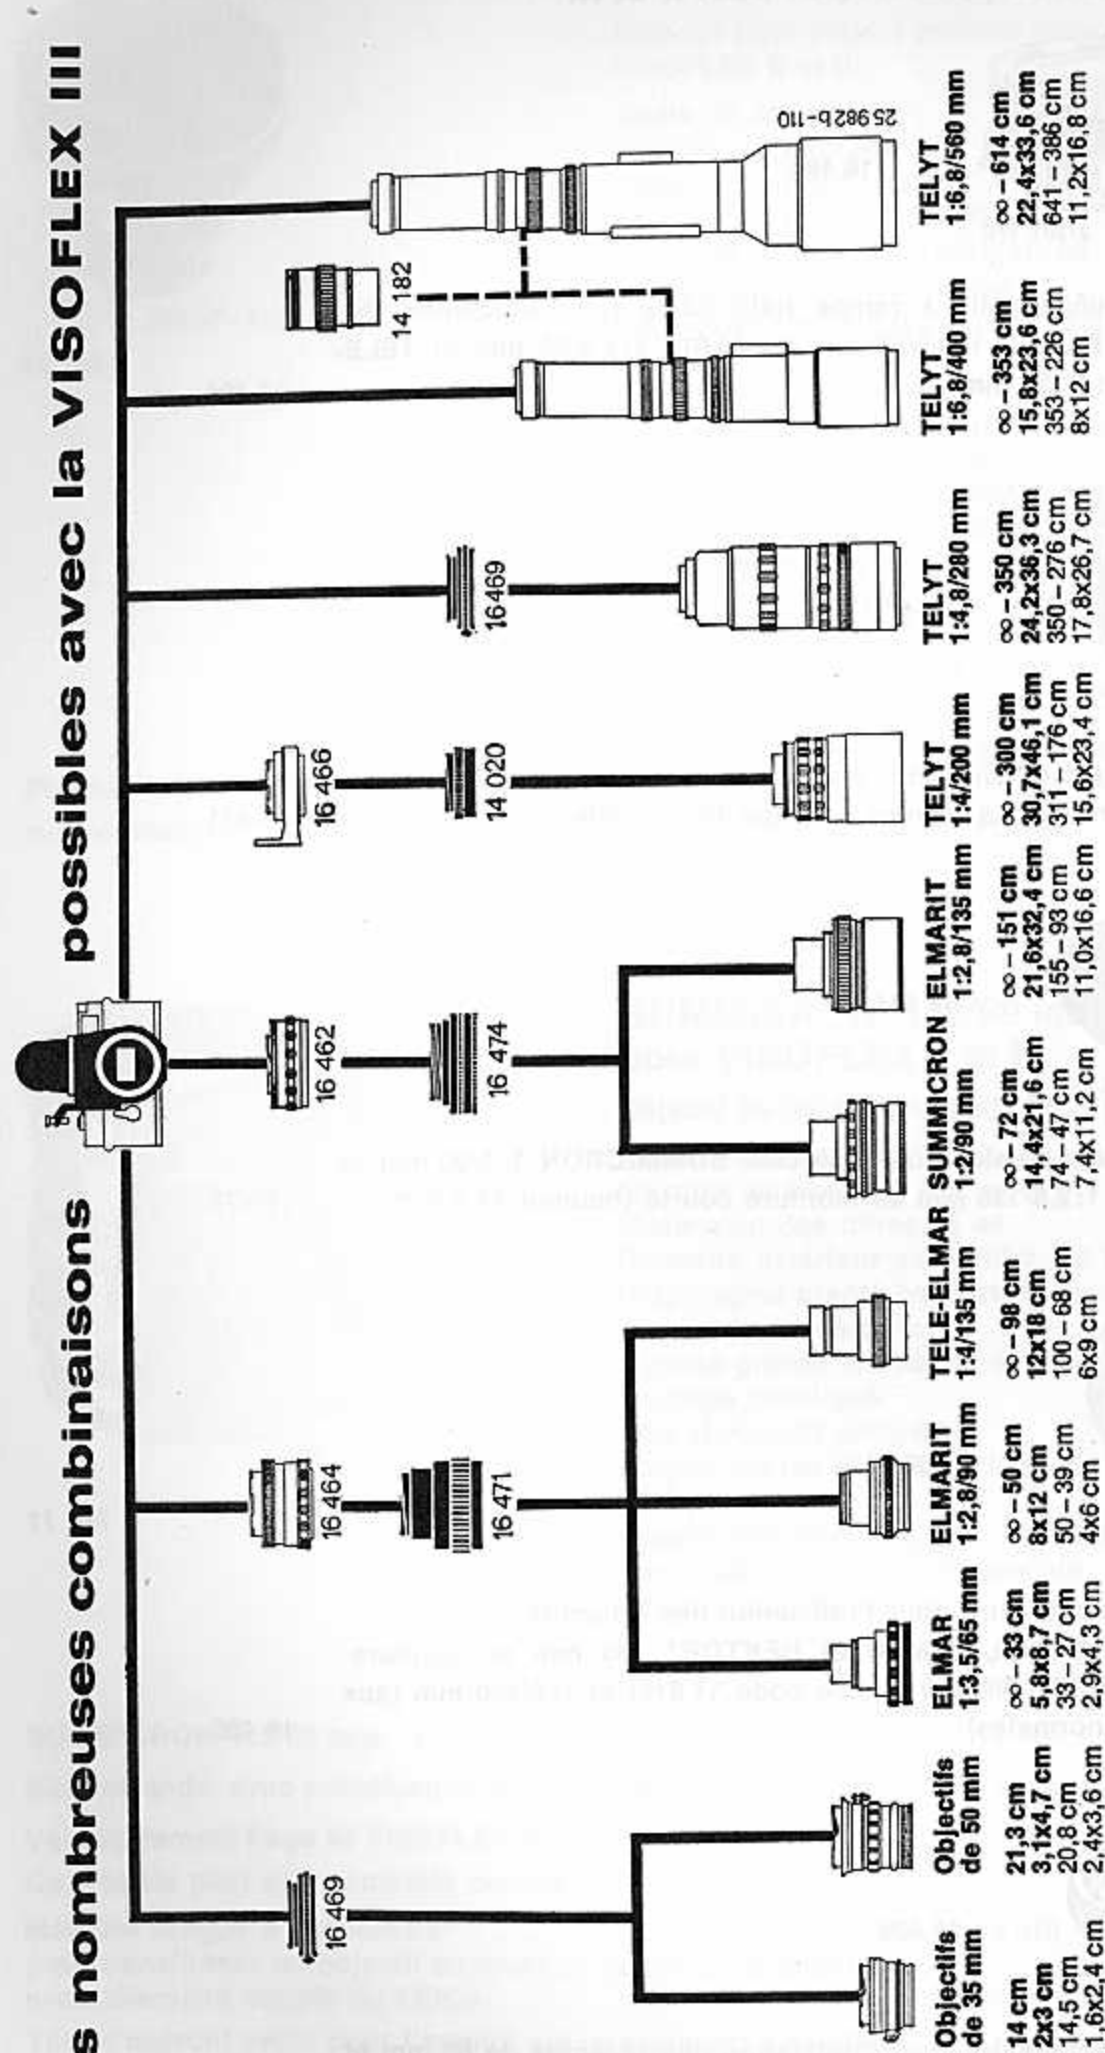 s nombreuses combinaisons possibles avec la VISOFLEX III
16 469
16 464
16 471
16 462
16 474
16 466
14 020
16469
14 182
25 982 b-110
Objectifs
de 35 mm
14 cm
2x3 cm
14,5 cm
1,6x2,4 cm
Objectifs
de 50 mm
21,3 cm
3,1x4,7 cm
20,8 cm
2,4x3,6 cm
ELMAR
1:3,5/65 mm
∞ – 33 cm
5,8x8,7 cm
33 – 27 cm
2,9x4,3 cm
ELMARIT
1:2,8/90 mm
∞ – 50 cm
8x12 cm
50 – 39 cm
4x6 cm
TELE-ELMAR
1:4/135 mm
∞ – 98 cm
12x18 cm
100 – 68 cm
6x9 cm
SUMMICRON
1:2/90 mm
∞ – 72 cm
14,4x21,6 cm
74 – 47 cm
7,4x11,2 cm
ELMARIT
1:2,8/135 mm
∞ – 151 cm
21,6x32,4 cm
155 – 93 cm
11,0x16,6 cm
TELYT
1:4/200 mm
∞ – 300 cm
30,7x46,1 cm
311 – 176 cm
15,6x23,4 cm
TELYT
1:4,8/280 mm
∞ – 350 cm
24,2x36,3 cm
350 – 276 cm
17,8x26,7 cm
TELYT
1:6,8/400 mm
∞ – 353 cm
15,8x23,6 cm
353 – 226 cm
8x12 cm
TELYT
1:6,8/560 mm
∞ – 614 cm
22,4x33,6 cm
641 – 386 cm
11,2x16,8 cm